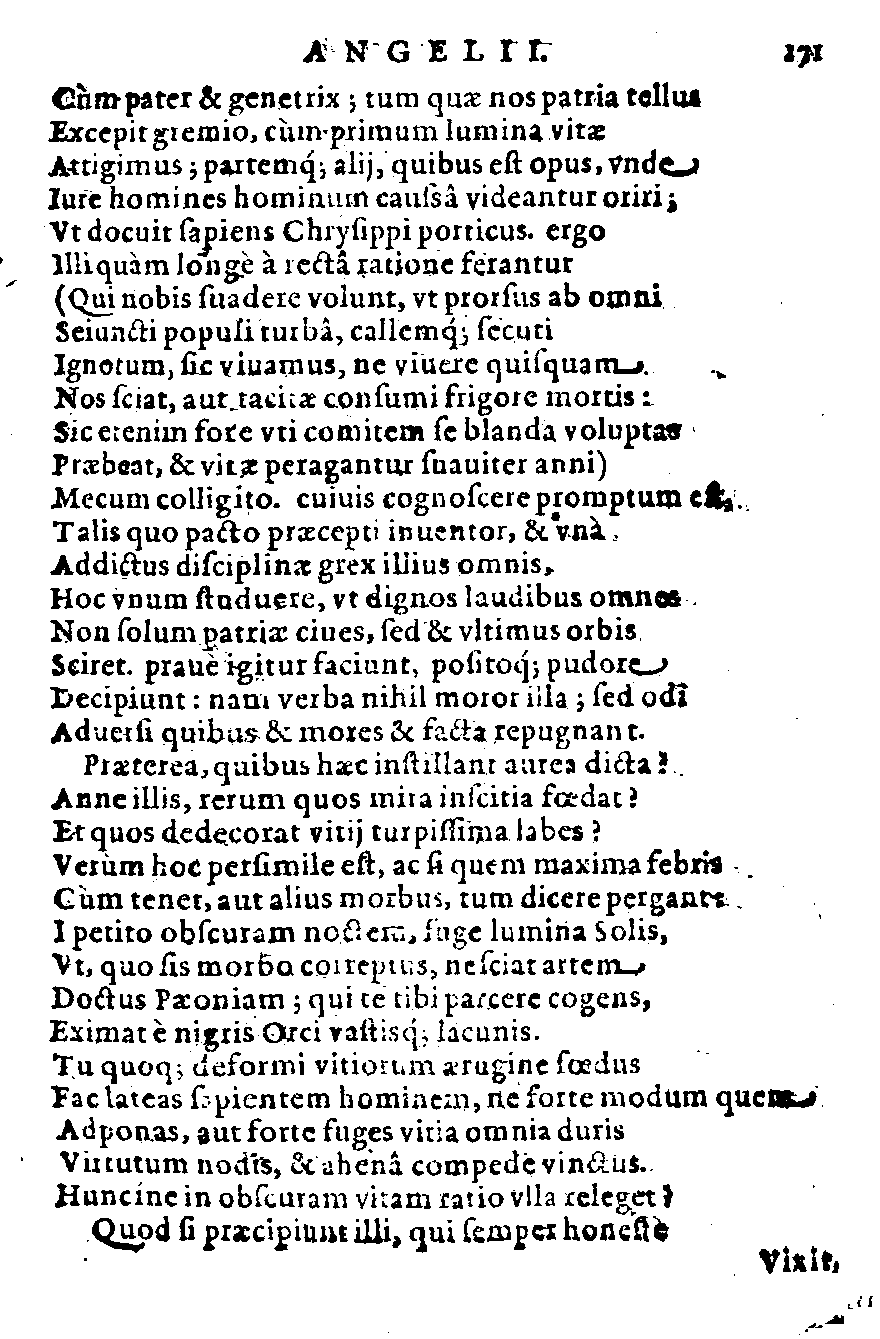 ANGELII. 171
Cùm pater & genetrix ; tum quæ nos patria tellus
Excepit gremio, cùm primum lumina vitæ
Attigimus ; partemq́; alij, quibus eſt opus, vnde
Iure homines hominum cauſsâ videantur oriri ;
Vt docuit ſapiens Chryſippi porticus. ergo
Illi quàm longè à rectâ ratione ferantur
(Qui nobis ſuadere volunt, vt prorſus ab omni
Seiuncti populi turbâ, callemq́; ſecuti
Ignotum, ſic viuamus, ne viuere quiſquam
Nos ſciat, aut tacitæ conſumi frigore mortis :
Sic etenim fore vti comitem ſe blanda voluptas
Præbeat, & vitæ peragantur ſuauiter anni)
Mecum colligito. cuiuis cognoſcere promptum eſt,
Talis quo pacto præcepti inuentor, & vnà
Addictus diſciplinæ grex illius omnis,
Hoc vnum ſtuduere, vt dignos laudibus omnes
Non ſolum patriæ ciues, ſed & vltimus orbis
Sciret. prauè igitur faciunt, poſitoq́; pudore
Decipiunt : nam verba nihil moror illa ; ſed odî
Aduerſi quibus & mores & facta repugnant.
Præterea, quibus hæc inſtillant aurea dicta ?
Anne illis, rerum quos mira inſcitia fœdat ?
Et quos dedecorat vitij turpiſſima labes ?
Verùm hoc perſimile eſt, ac ſi quem maxima febris
Cùm tenet, aut alius morbus, tum dicere pergant
I petito obſcuram noctem, fuge lumina Solis,
Vt, quo ſis morbo correptus, neſciat artem
Doctus Pæoniam ; qui te tibi parcere cogens,
Eximat è nigris Orci vaſtisq́; lacunis.
Tu quoq; deformi vitiorum ærugine fœdus
Fac lateas ſapientem hominem, ne forte modum quem
Adponas, aut forte fuges vitia omnia duris
Virtutum nodis, & ahenâ compede vinctus.
Huncine in obſcuram vitam ratio vlla releget ?
Quod ſi præcipiunt illi, qui ſemper honeſtè
Vixit,